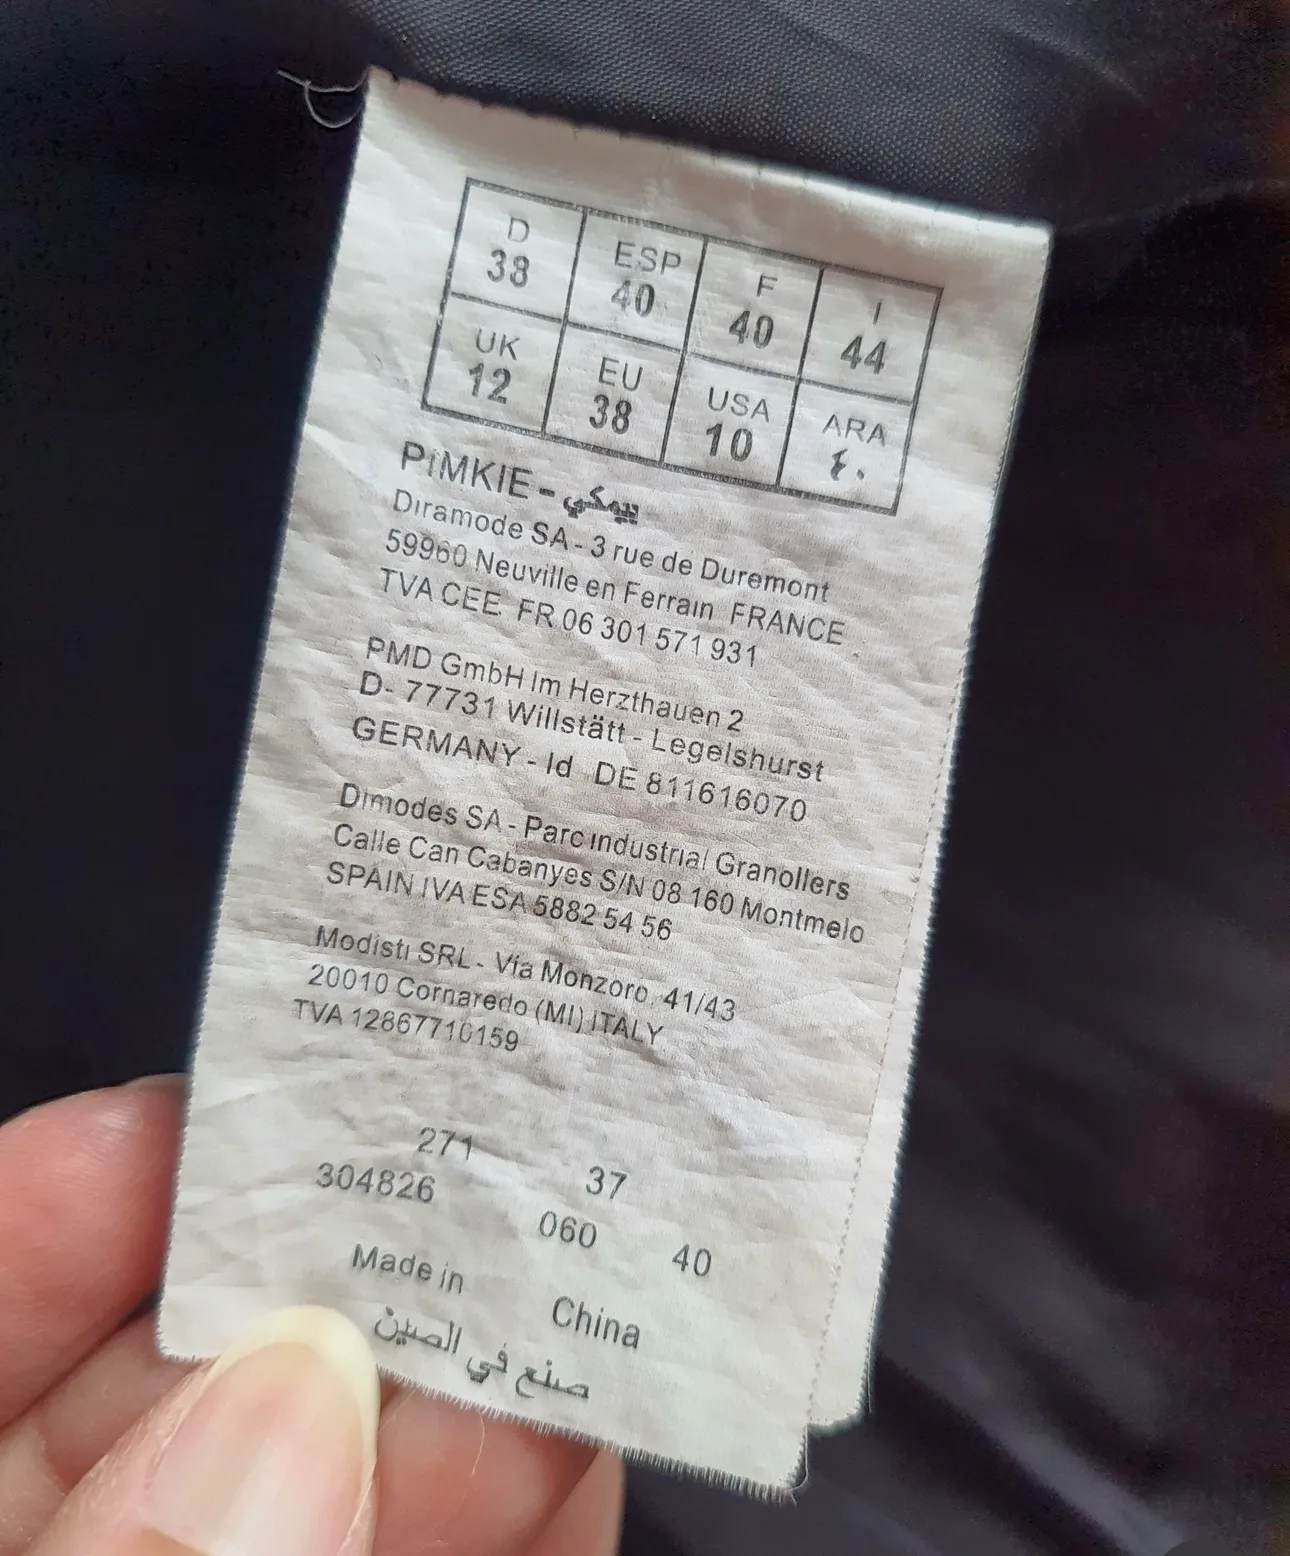 D ESP F I
38 40 40 44
UK EU USA ARA
12 38 10 ٤٠
PiMKIE - بيمكي
Diramode SA - 3 rue de Duremont
59960 Neuville en Ferrain FRANCE
TVA CEE FR 06 301 571 931
PMD GmbH Im Herzthauen 2
D- 77731 Willstätt - Legelshurst
GERMANY - Id DE 811616070
Dimodes SA - Parc industrial Granollers
Calle Can Cabanyes S/N 08 160 Montmelo
SPAIN IVA ESA 5882 54 56
Modisti SRL - Via Monzoro, 41/43
20010 Cornaredo (MI) ITALY
TVA 12867710159
271 37
304826 060 40
Made in China
صنع في الصين